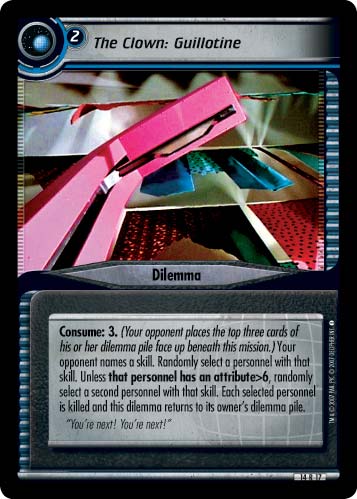 2
The Clown: Guillotine
Dilemma
Consume: 3. (Your opponent places the top three cards of
his or her dilemma pile face up beneath this mission.) Your
opponent names a skill. Randomly select a personnel with
that skill. Unless that personnel has an attribute>6, randomly
select a second personnel with that skill. Each selected personnel
is killed and this dilemma returns to its owner's dilemma pile.
"You're next! You're next!"
14 R 17